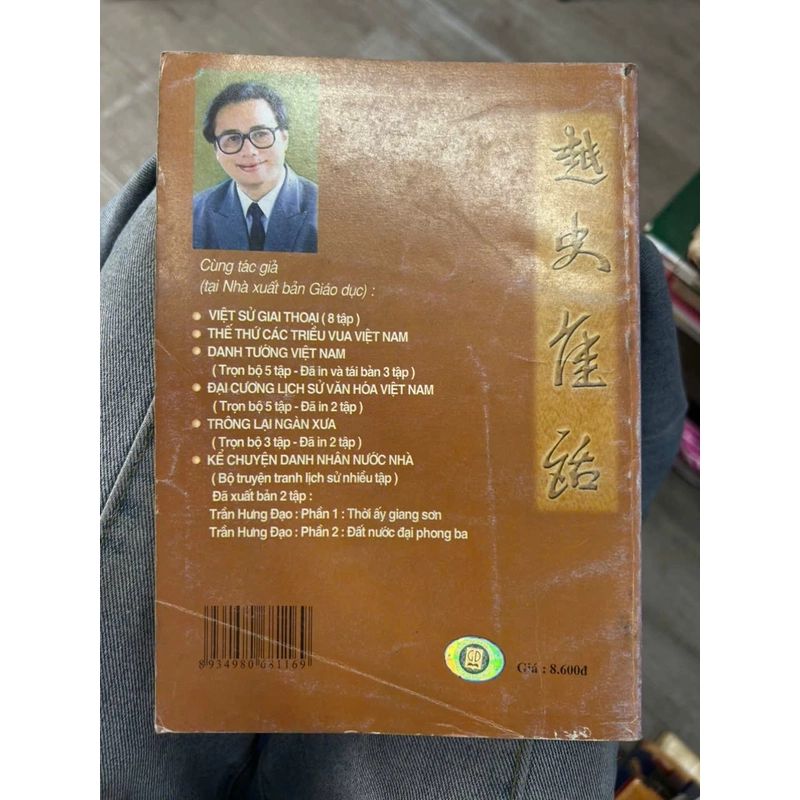 Cùng tác giả
(tại Nhà xuất bản Giáo dục) :
VIỆT SỬ GIAI THOẠI ( 8 tập )
THẾ THỨ CÁC TRIỀU VUA VIỆT NAM
DANH TƯỚNG VIỆT NAM
( Trọn bộ 5 tập - Đã in và tái bản 3 tập )
ĐẠI CƯƠNG LỊCH SỬ VĂN HÓA VIỆT NAM
( Trọn bộ 5 tập - Đã in 2 tập )
TRÔNG LẠI NGÀN XƯA
( Trọn bộ 3 tập - Đã in 2 tập )
KỂ CHUYỆN DANH NHÂN NƯỚC NHÀ
( Bộ truyện tranh lịch sử nhiều tập )
Đã xuất bản 2 tập :
Trần Hưng Đạo : Phần 1 : Thời ấy giang sơn
Trần Hưng Đạo : Phần 2 : Đất nước đại phong ba
越史佳話
8934980081169
Giá : 8.600đ